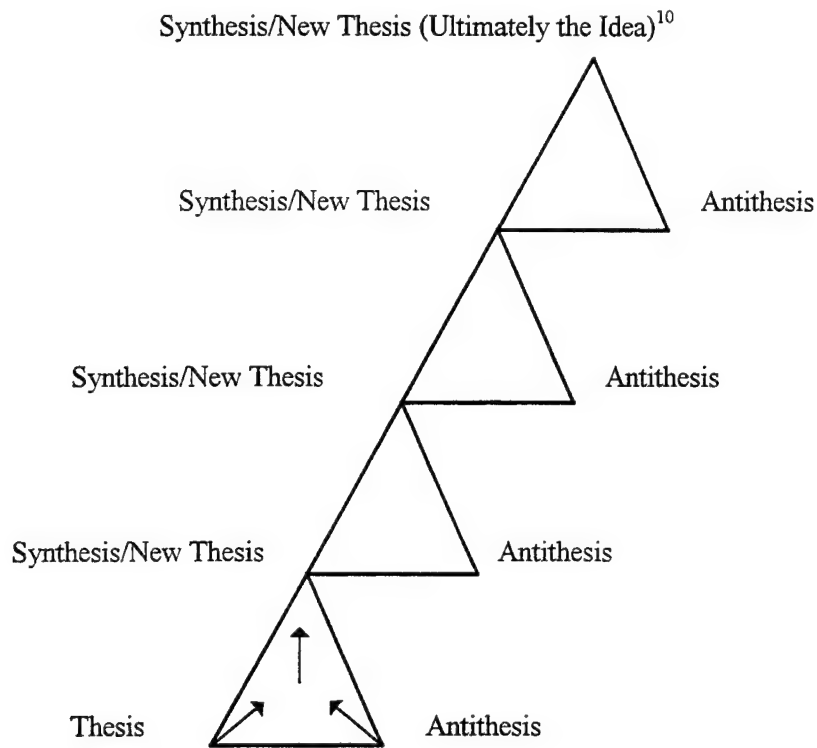 Synthesis/New Thesis (Ultimately the Idea)¹⁰
Synthesis/New Thesis Antithesis
Synthesis/New Thesis Antithesis
Synthesis/New Thesis Antithesis
Thesis Antithesis